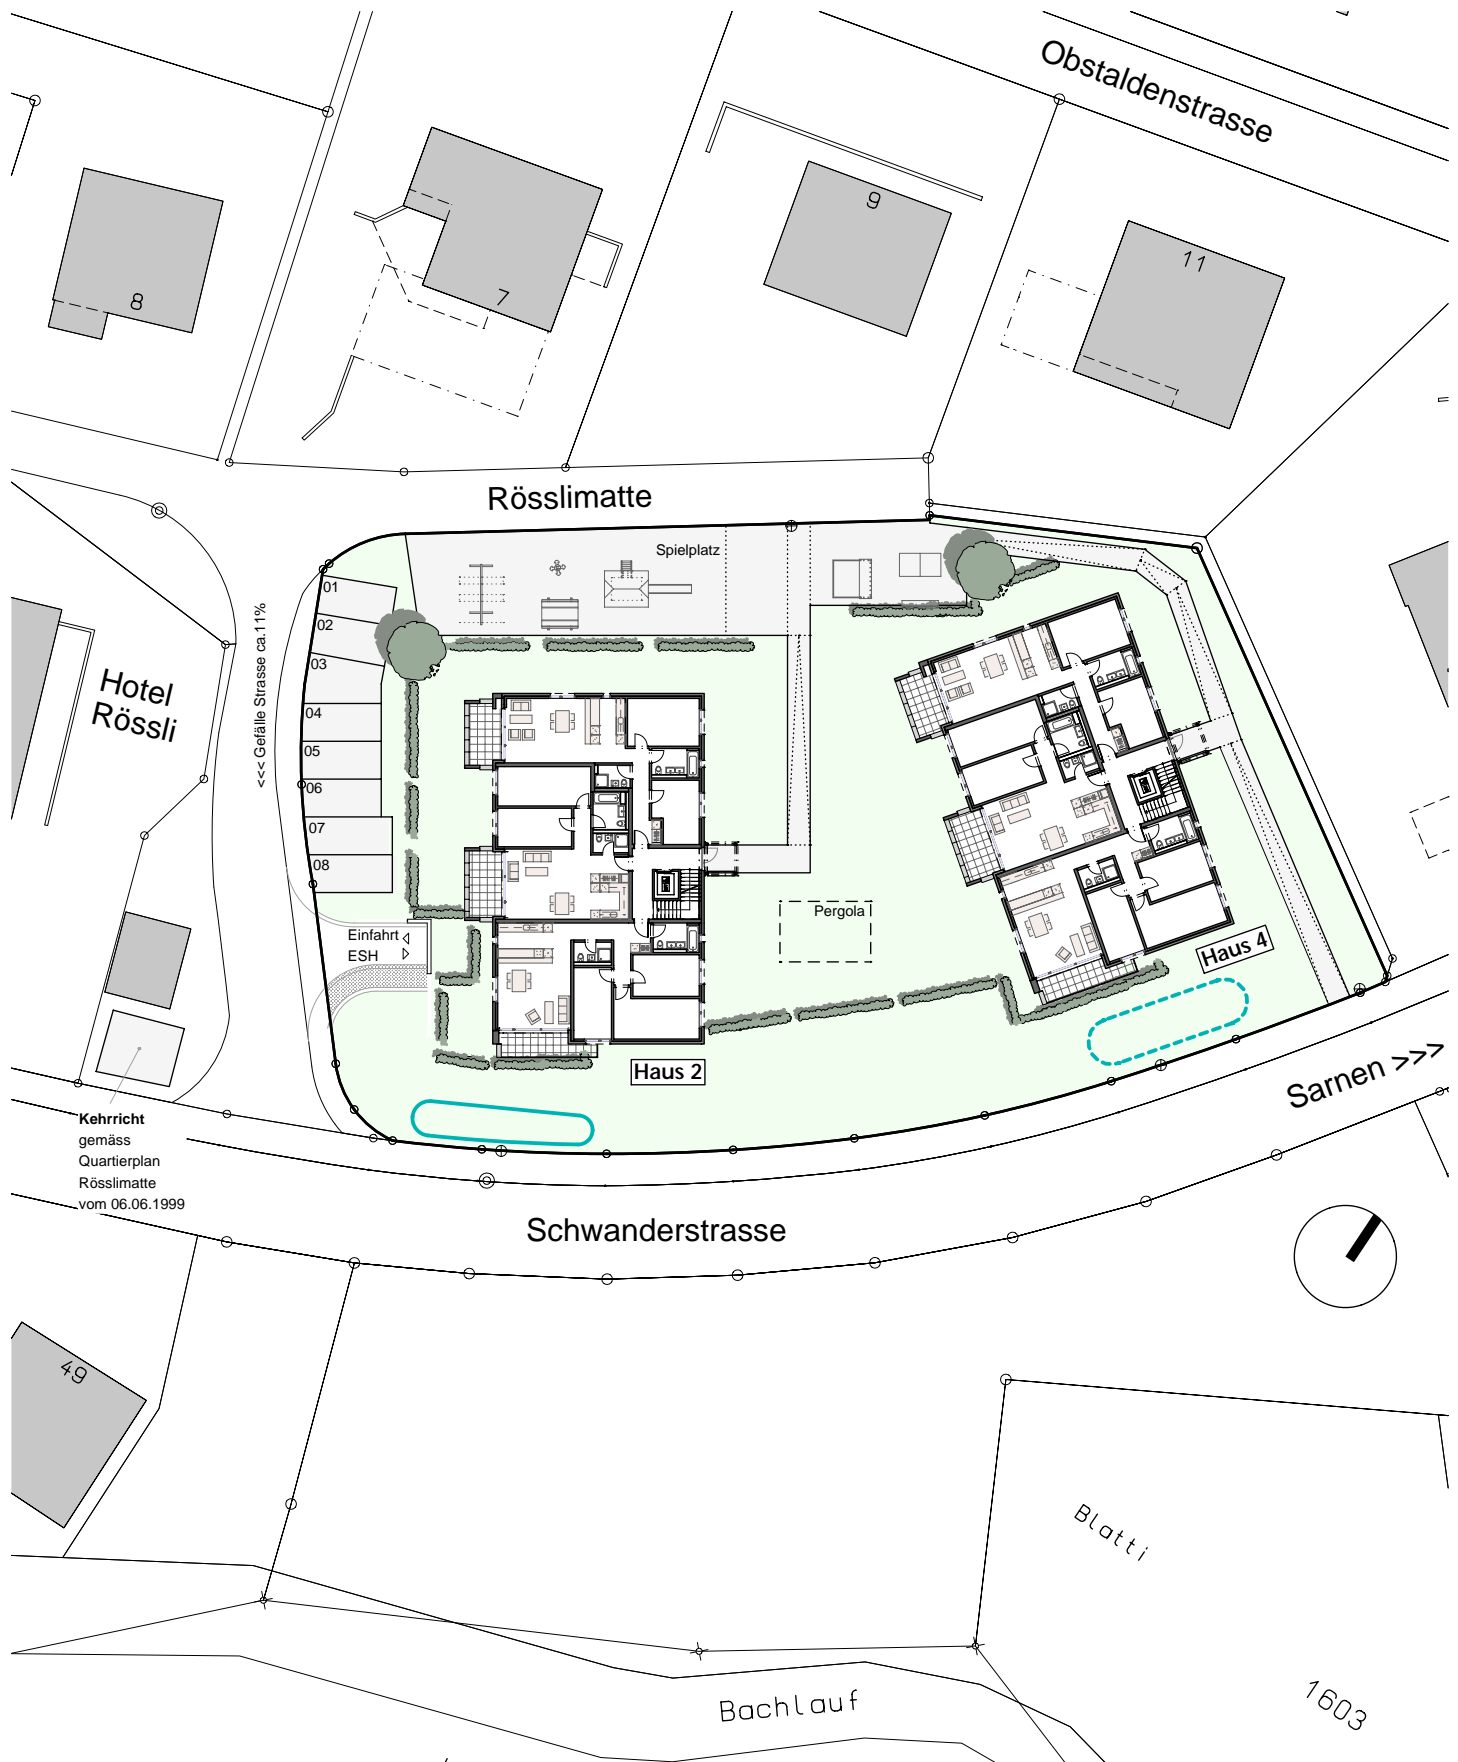 Obstaldenstrasse
8
7
9
11
Rösslimatte
Spielplatz
01
02
03
04
05
06
07
08
<<< Gefälle Strasse ca.11%
Hotel
Rössli
Einfahrt
ESH
Pergola
Haus 4
Haus 2
Sarnen >>>
Kehrricht
gemäss
Quartierplan
Rösslimatte
vom 06.06.1999
Schwanderstrasse
49
Blatti
Bachlauf
1603